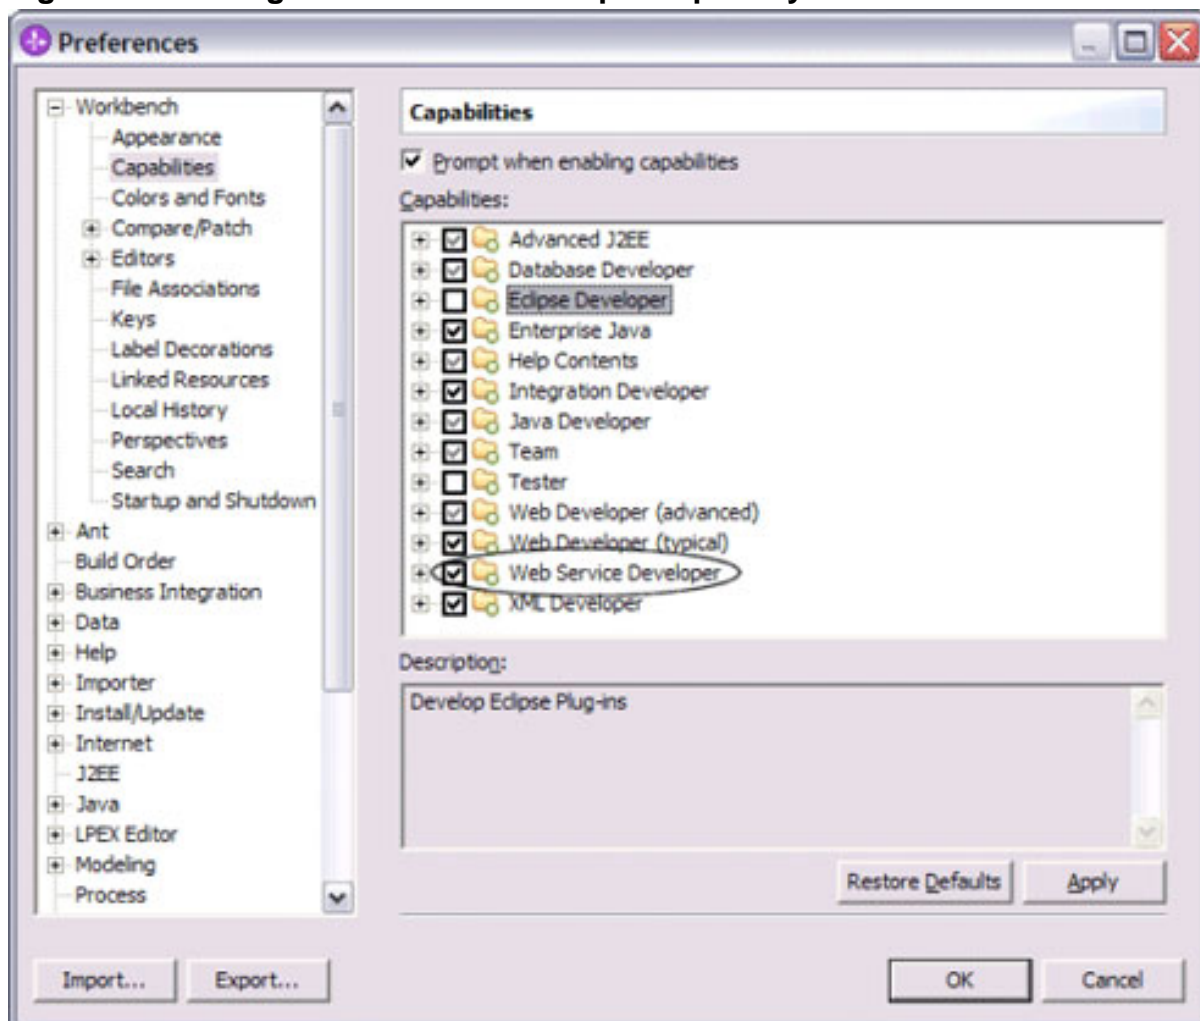 Preferences
Workbench
Appearance
Capabilities
Colors and Fonts
Compare/Patch
Editors
File Associations
Keys
Label Decorations
Linked Resources
Local History
Perspectives
Search
Startup and Shutdown
Ant
Build Order
Business Integration
Data
Help
Importer
Install/Update
Internet
J2EE
Java
LPEX Editor
Modeling
Process
Capabilities
Prompt when enabling capabilities
Capabilities:
Advanced J2EE
Database Developer
Eclipse Developer
Enterprise Java
Help Contents
Integration Developer
Java Developer
Team
Tester
Web Developer (advanced)
Web Developer (typical)
Web Service Developer
XML Developer
Description:
Develop Eclipse Plug-ins
Restore Defaults
Apply
Import...
Export...
OK
Cancel